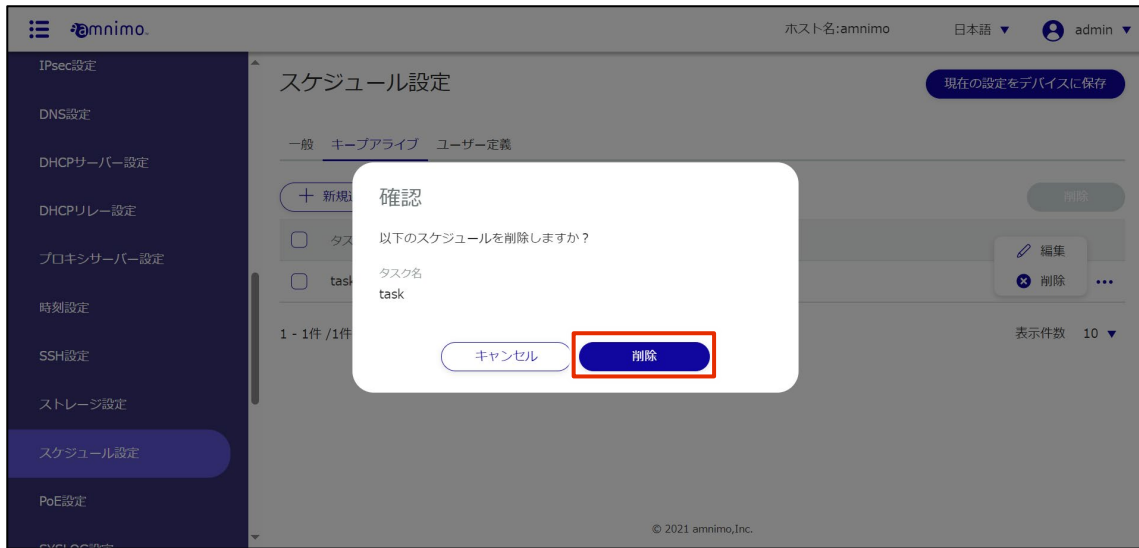 amnimo.
ホスト名:amnimo
日本語 ▼
admin ▼
IPsec設定
DNS設定
DHCPサーバー設定
DHCPリレー設定
プロキシサーバー設定
時刻設定
SSH設定
ストレージ設定
スケジュール設定
PoE設定
スケジュール設定
現在の設定をデバイスに保存
一般 キープアライブ ユーザー定義
+ 新規
削除
タス
編集
task
削除 •••
1 - 1件 /1件
表示件数 10 ▼
確認
以下のスケジュールを削除しますか？
タスク名
task
キャンセル
削除
© 2021 amnimo,Inc.